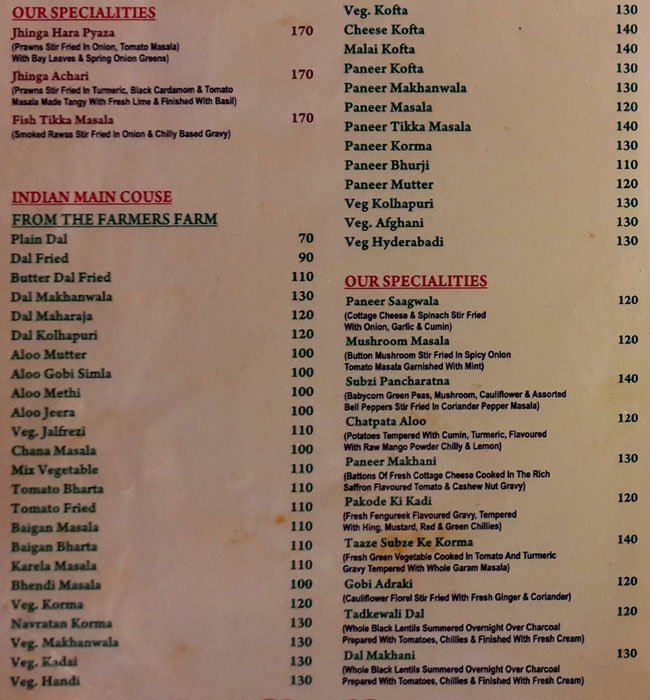 OUR SPECIALITIES
Jhinga Hara Pyaza 170
(Prawns Stir Fried In Onion, Tomato Masala)
With Bay Leaves & Spring Onion Greens)
Jhinga Achari 170
(Prawns Stir Fried In Turmeric, Black Cardamom & Tomato
Masala Made Tangy With Fresh Lime & Finished With Basil)
Fish Tikka Masala 170
(Smoked Rawas Stir Fried In Onion & Chilly Based Gravy)
INDIAN MAIN COUSE
FROM THE FARMERS FARM
Plain Dal 70
Dal Fried 90
Butter Dal Fried 110
Dal Makhanwala 130
Dal Maharaja 120
Dal Kolhapuri 120
Aloo Mutter 100
Aloo Gobi Simla 100
Aloo Methi 100
Aloo Jeera 100
Veg. Jalfrezi 110
Chana Masala 100
Mix Vegetable 110
Tomato Bharta 110
Tomato Fried 110
Baigan Masala 110
Baigan Bharta 110
Karela Masala 110
Bhendi Masala 100
Veg. Korma 120
Navratan Korma 130
Veg. Makhanwala 130
Veg. Kadai 130
Veg. Handi 130
Veg. Kofta 130
Cheese Kofta 140
Malai Kofta 140
Paneer Kofta 130
Paneer Makhanwala 130
Paneer Masala 120
Paneer Tikka Masala 140
Paneer Korma 130
Paneer Bhurji 110
Paneer Mutter 120
Veg Kolhapuri 130
Veg. Afghani 130
Veg Hyderabadi 130
OUR SPECIALITIES
Paneer Saagwala 120
(Cottage Cheese & Spinach Stir Fried
With Onion, Garlic & Cumin)
Mushroom Masala 120
(Button Mushroom Stir Fried In Spicy Onion
Tomato Masala Garnished With Mint)
Subzi Pancharatna 140
(Babycorn Green Peas, Mushroom, Cauliflower & Assorted
Bell Peppers Stir Fried In Coriander Pepper Masala)
Chatpata Aloo 120
(Potatoes Tempered With Cumin, Turmeric, Flavoured
With Raw Mango Powder Chilly & Lemon)
Paneer Makhani 130
(Battons Of Fresh Cottage Cheese Cooked In The Rich
Saffron Flavoured Tomato & Cashew Nut Gravy)
Pakode Ki Kadi 120
(Fresh Fengureek Flavoured Gravy, Tempered
With Hing, Mustard, Red & Green Chillies)
Taaze Subze Ke Korma 140
(Fresh Green Vegetable Cooked In Tomato And Turmeric
Gravy Tempered With Whole Garam Masala)
Gobi Adraki 120
(Cauliflower Floret Stir Fried With Fresh Ginger & Coriander)
Tadkewali Dal 120
(Whole Black Lentils Summered Overnight Over Charcoal
Prepared With Tomatoes, Chillies & Finished With Fresh Cream)
Dal Makhani 130
(Whole Black Lentils Summered Overnight Over Charcoal
Prepared With Tomatoes, Chillies & Finished With Fresh Cream)